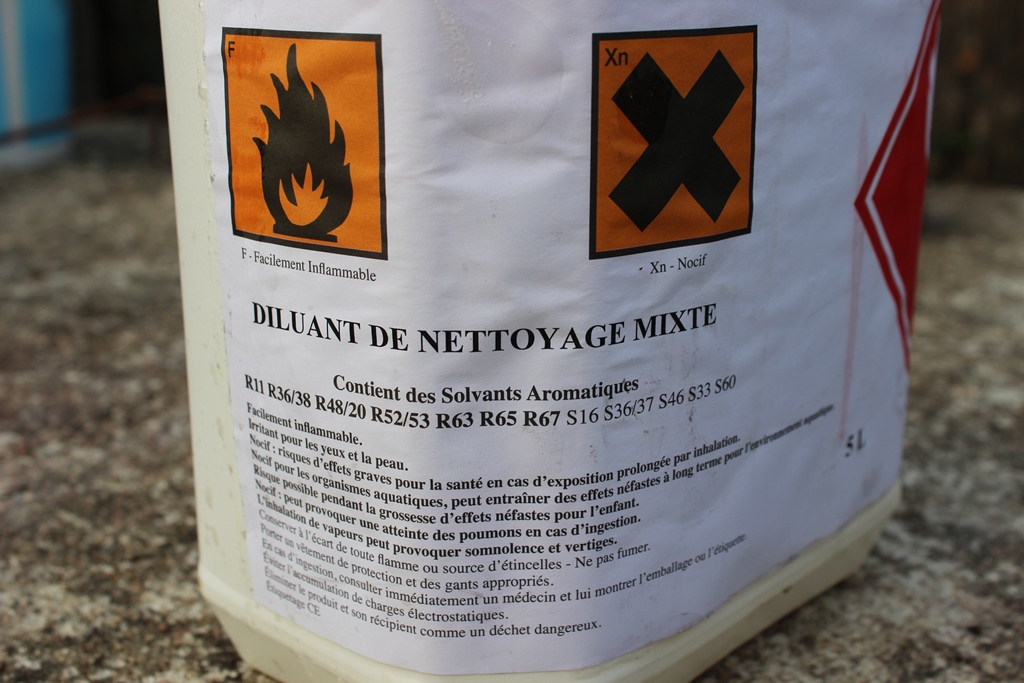 F
Xn
F - Facilement Inflammable
Xn - Nocif
DILUANT DE NETTOYAGE MIXTE
Contient des Solvants Aromatiques
R11 R36/38 R48/20 R52/53 R63 R65 R67 S16 S36/37 S46 S33 S60
Facilement inflammable.
Irritant pour les yeux et la peau.
Nocif : risques d'effets graves pour la santé en cas d'exposition prolongée par inhalation.
Nocif pour les organismes aquatiques, peut entraîner des effets néfastes à long terme pour l'environnement aquatique.
Risque possible pendant la grossesse d'effets néfastes pour l'enfant.
Nocif : peut provoquer une atteinte des poumons en cas d'ingestion.
L'inhalation de vapeurs peut provoquer somnolence et vertiges.
Conserver à l'écart de toute flamme ou source d'étincelles - Ne pas fumer.
Porter un vêtement de protection et des gants appropriés.
En cas d'ingestion, consulter immédiatement un médecin et lui montrer l'emballage ou l'étiquette.
Éviter l'accumulation de charges électrostatiques.
Éliminer le produit et son récipient comme un déchet dangereux.
Étiquetage CE
5 L